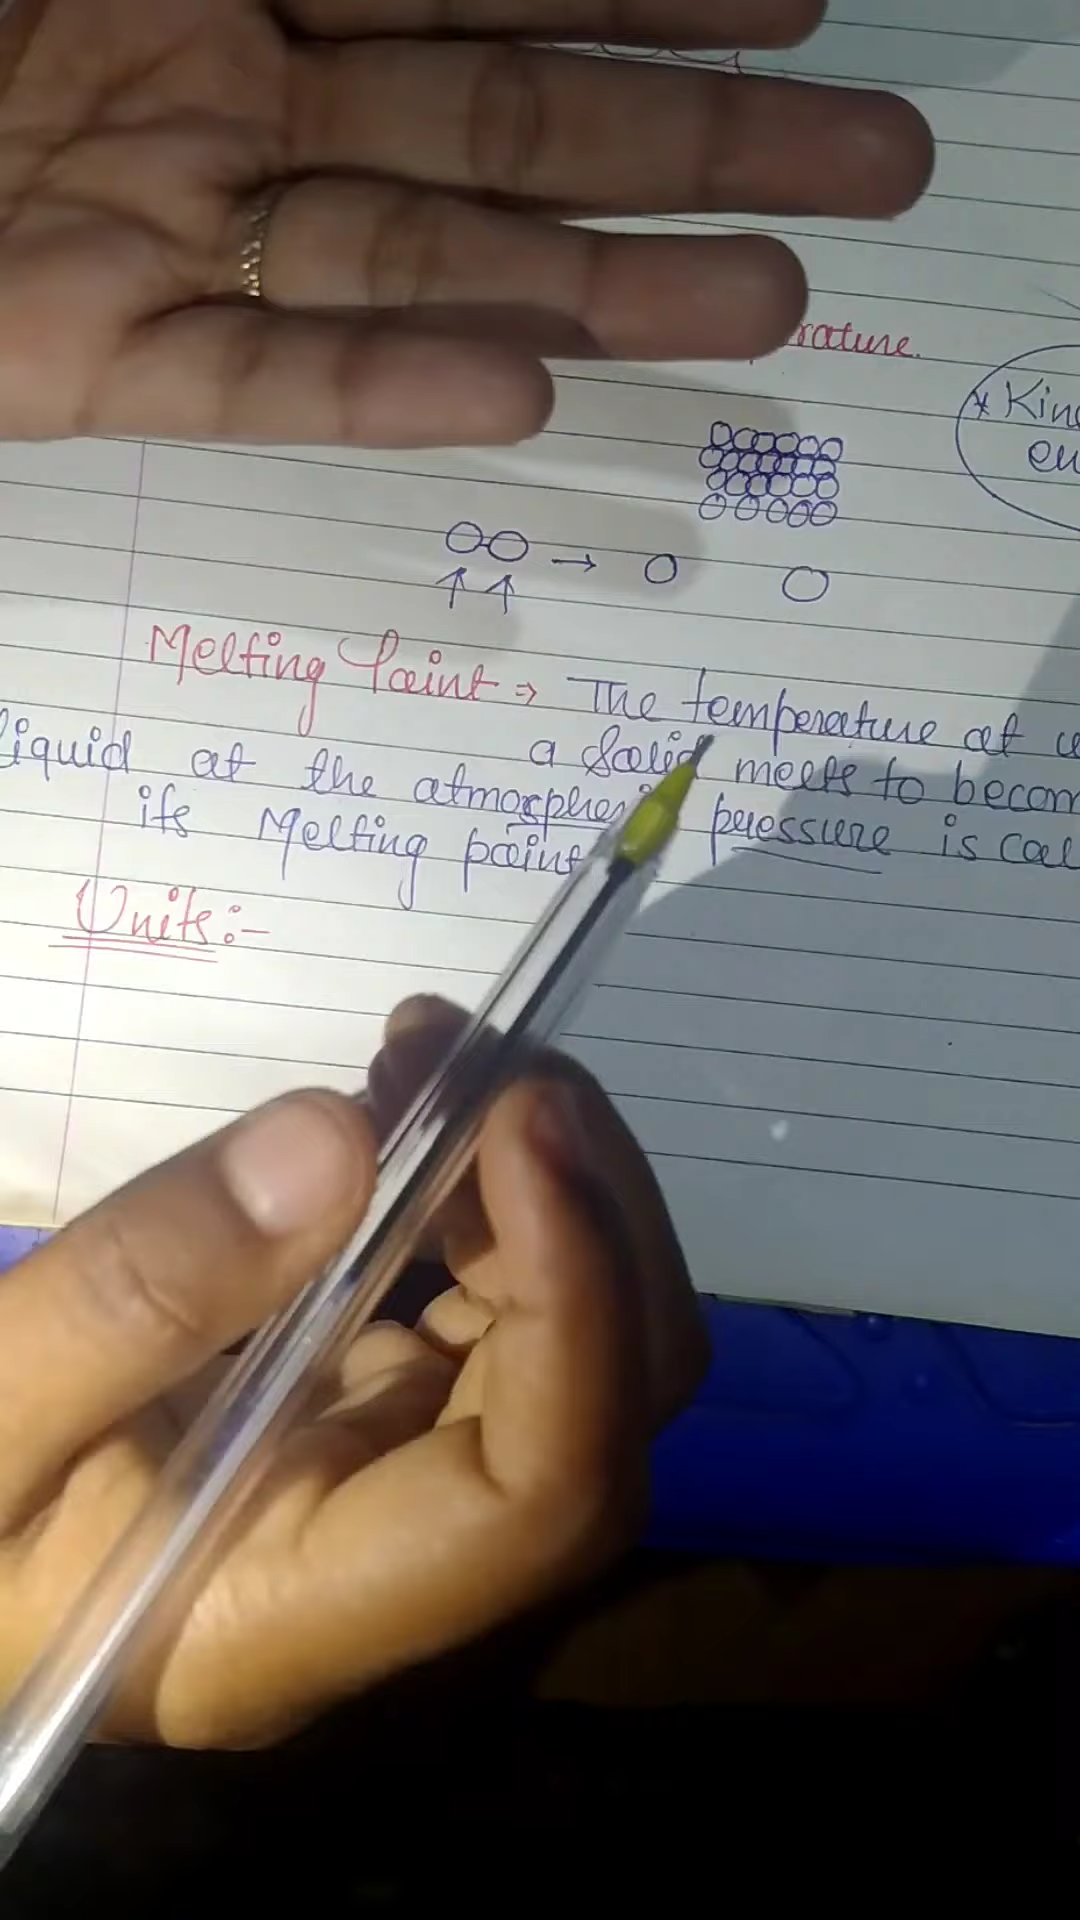 rature.
* Kin
en
Melting Point ⇒ The temperature at
a Solid melts to becom
liquid at the atmospheri pressure is cal
its Melting point
Units:-